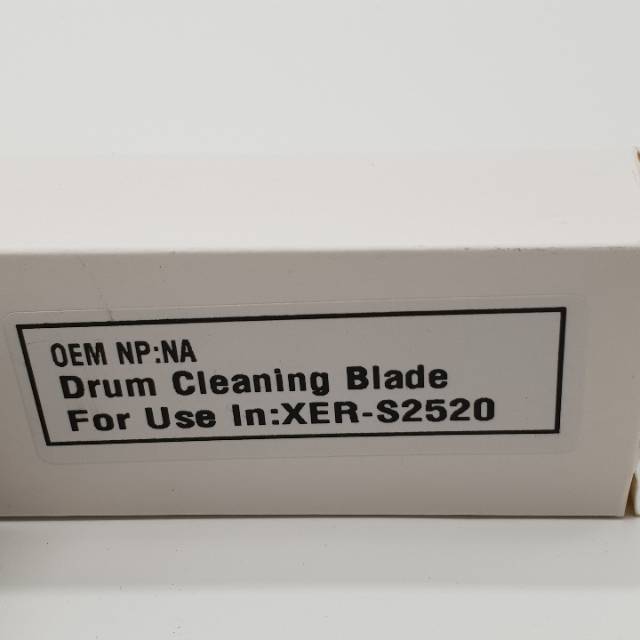 OEM NP:NA
Drum Cleaning Blade
For Use In:XER-S2520